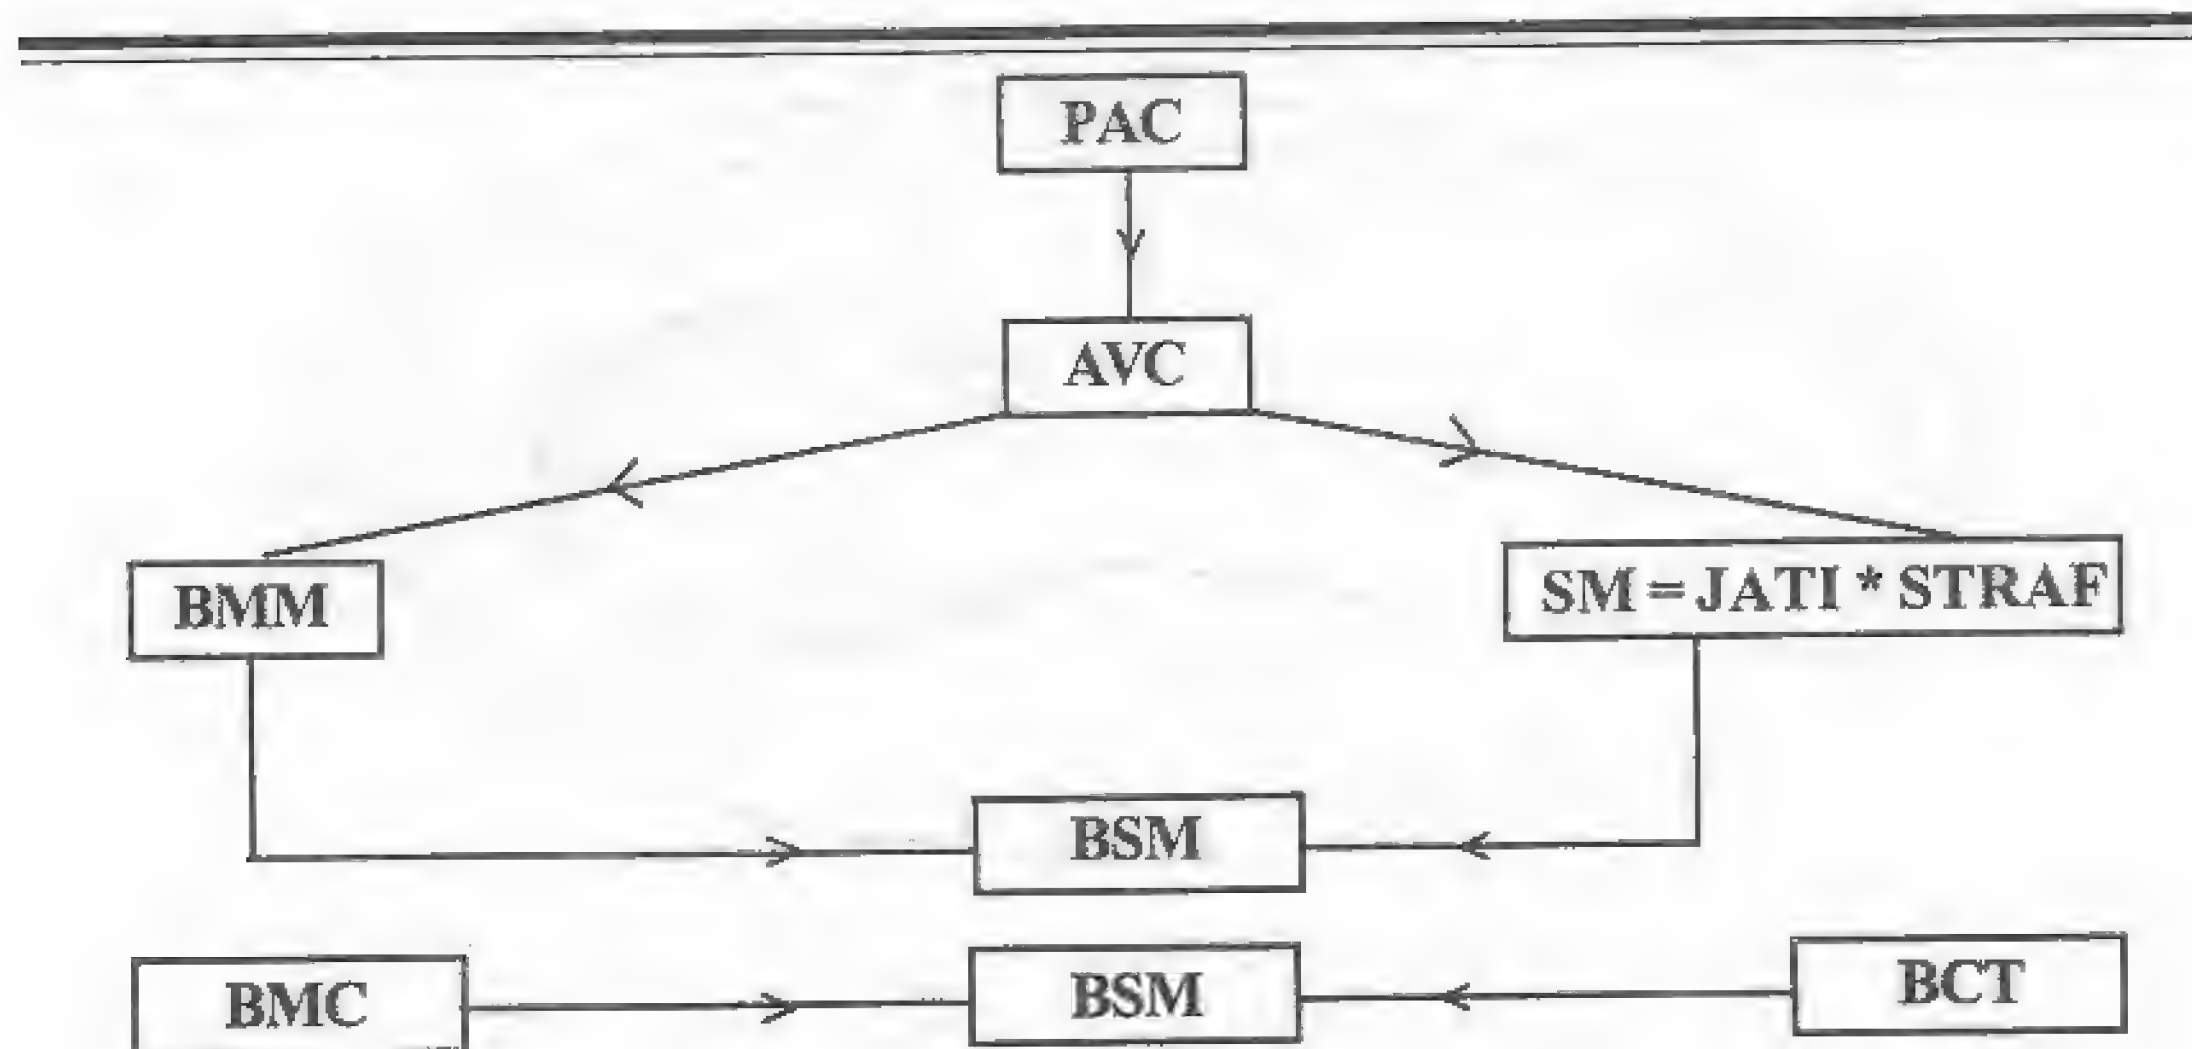 PAC
AVC
BMM
SM = JATI * STRAF
BSM
BMC
BSM
BCT